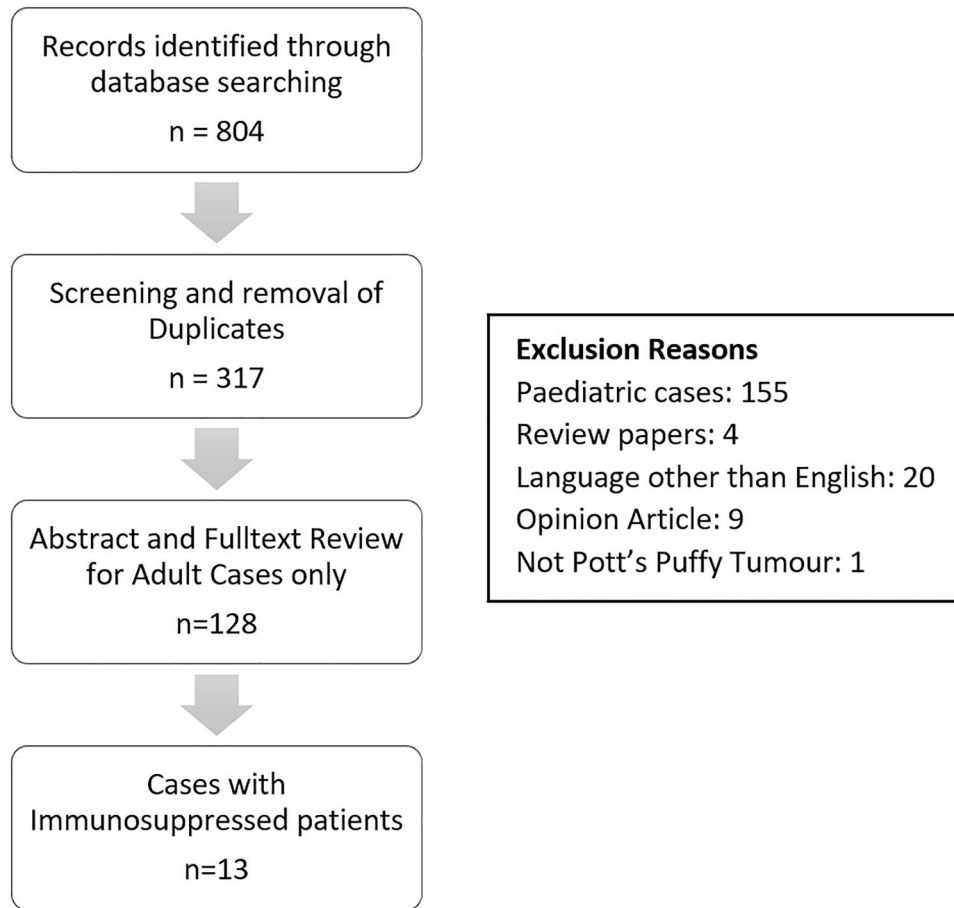 Records identified through
database searching
n = 804
Screening and removal of
Duplicates
n = 317
Abstract and Fulltext Review
for Adult Cases only
n=128
Cases with
Immunosuppressed patients
n=13
Exclusion Reasons
Paediatric cases: 155
Review papers: 4
Language other than English: 20
Opinion Article: 9
Not Pott's Puffy Tumour: 1